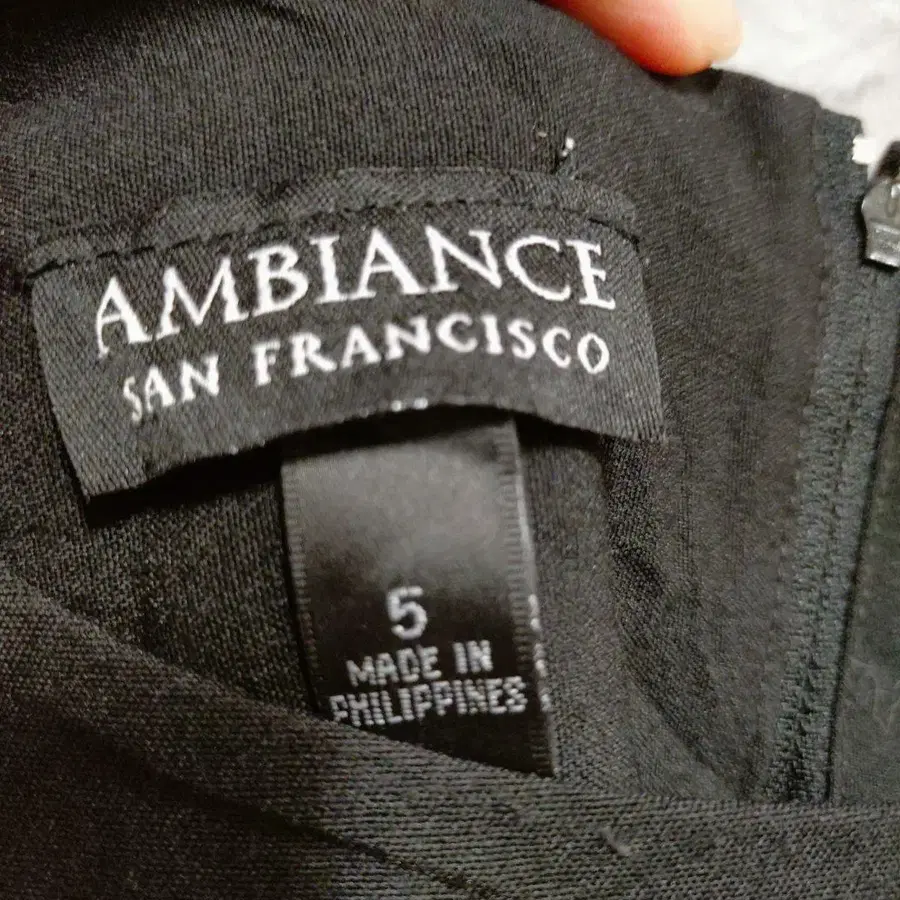 AMBIANCE
SAN FRANCISCO
5
MADE IN
PHILIPPINES